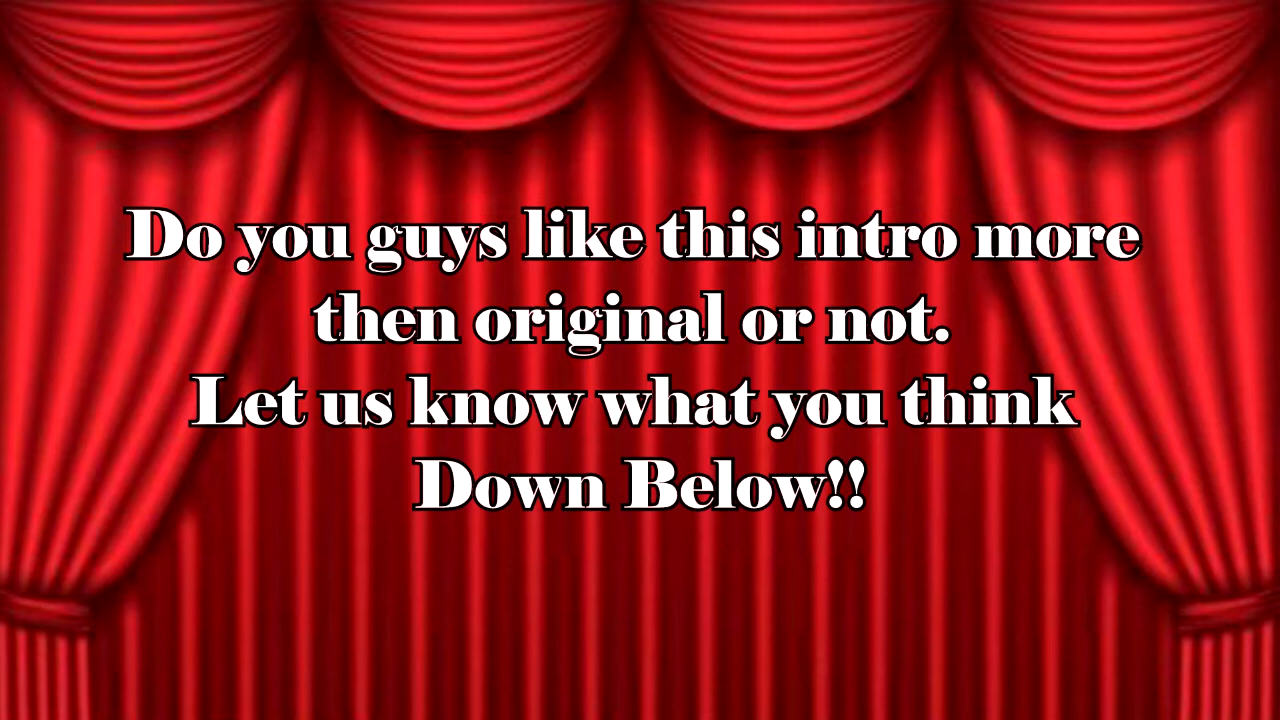 Do you guys like this intro more
then original or not.
Let us know what you think
Down Below!!